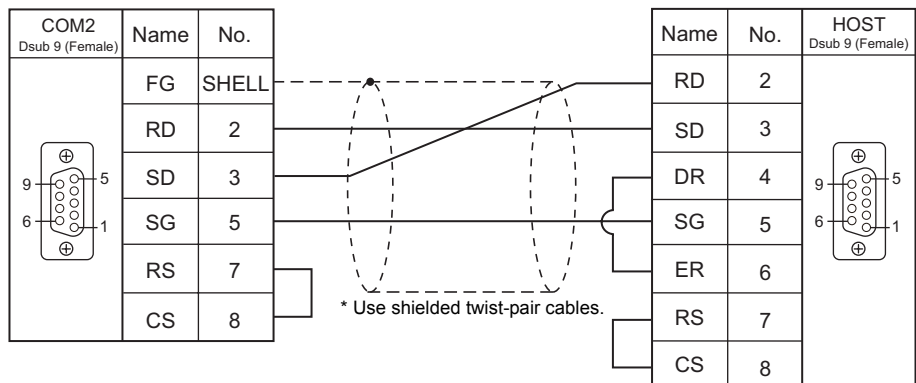 COM2
Dsub 9 (Female)
Name No.
FG SHELL
RD 2
SD 3
SG 5
RS 7
CS 8
9 5
6 1
* Use shielded twist-pair cables.
Name No.
HOST
Dsub 9 (Female)
RD 2
SD 3
DR 4
SG 5
ER 6
RS 7
CS 8
9 5
6 1